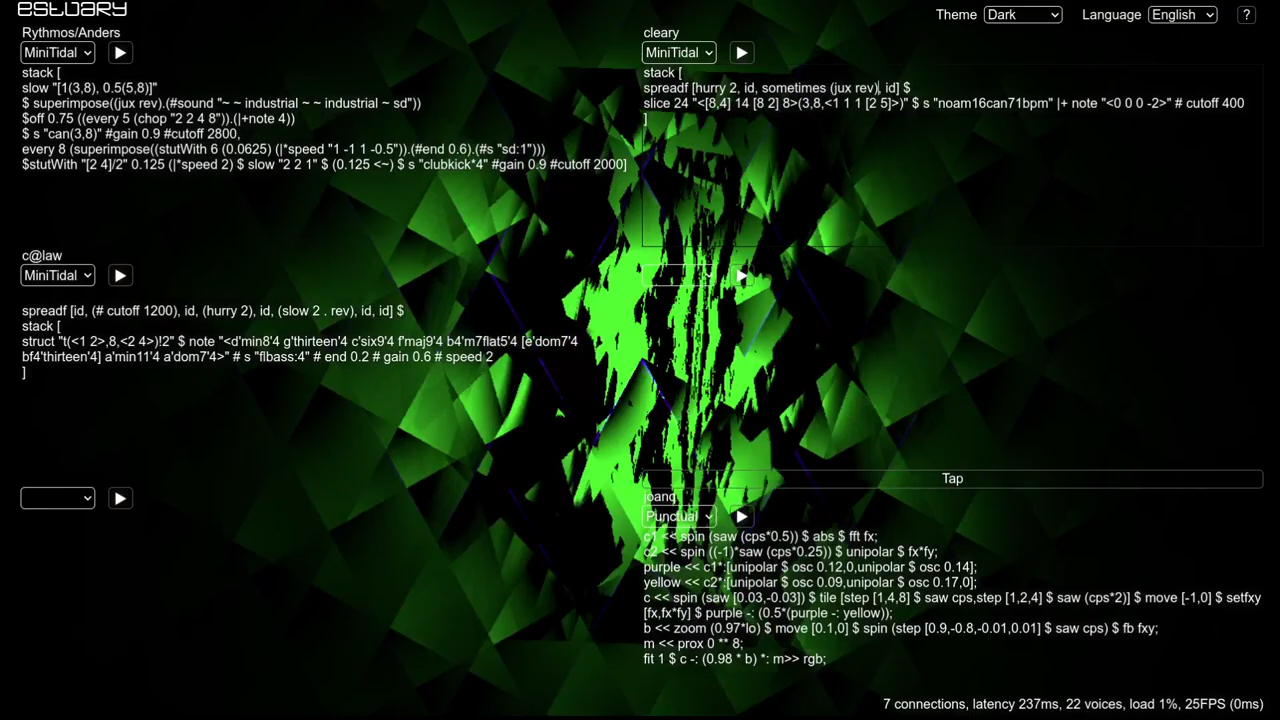 estuary
Theme Dark Language English ?
Rythmos/Anders
MiniTidal
stack [
slow "[1(3,8), 0.5(5,8)]"
$ superimpose((jux rev).(#sound "~ ~ industrial ~ ~ industrial ~ sd"))
$off 0.75 ((every 5 (chop "2 2 4 8")).(|+note 4))
$ s "can(3,8)" #gain 0.9 #cutoff 2800,
every 8 (superimpose((stutWith 6 (0.0625) (|*speed "1 -1 1 -0.5")).(#end 0.6).(#s "sd:1")))
$stutWith "[2 4]/2" 0.125 (|*speed 2) $ slow "2 2 1" $ (0.125 <~) $ s "clubkick*4" #gain 0.9 #cutoff 2000]
cleary
MiniTidal
stack [
spreadf [hurry 2, id, sometimes (jux rev), id] $
slice 24 "<[8,4] 14 [8 2] 8>(3,8,<1 1 1 [2 5]>)" $ s "noam16can71bpm" |+ note "<0 0 0 -2>" # cutoff 400
]
c@law
MiniTidal
spreadf [id, (# cutoff 1200), id, (hurry 2), id, (slow 2 . rev), id, id] $
stack [
struct "t(<1 2>,8,<2 4>)!2" $ note "<d'min8'4 g'thirteen'4 c'six9'4 f'maj9'4 b4'm7flat5'4 [e'dom7'4
bf4'thirteen'4] a'min11'4 a'dom7'4>" # s "flbass:4" # end 0.2 # gain 0.6 # speed 2
]
Tap
joanq
Punctual
c1 << spin (saw (cps*0.5)) $ abs $ fft fx;
c2 << spin ((-1)*saw (cps*0.25)) $ unipolar $ fx*fy;
purple << c1*:[unipolar $ osc 0.12,0,unipolar $ osc 0.14];
yellow << c2*:[unipolar $ osc 0.09,unipolar $ osc 0.17,0];
c << spin (saw [0.03,-0.03]) $ tile [step [1,4,8] $ saw cps,step [1,2,4] $ saw (cps*2)] $ move [-1,0] $ setfxy
[fx,fx*fy] $ purple -: (0.5*(purple -: yellow));
b << zoom (0.97*lo) $ move [0.1,0] $ spin (step [0.9,-0.8,-0.01,0.01] $ saw cps) $ fb fxy;
m << prox 0 ** 8;
fit 1 $ c -: (0.98 * b) *: m>> rgb;
7 connections, latency 237ms, 22 voices, load 1%, 25FPS (0ms)